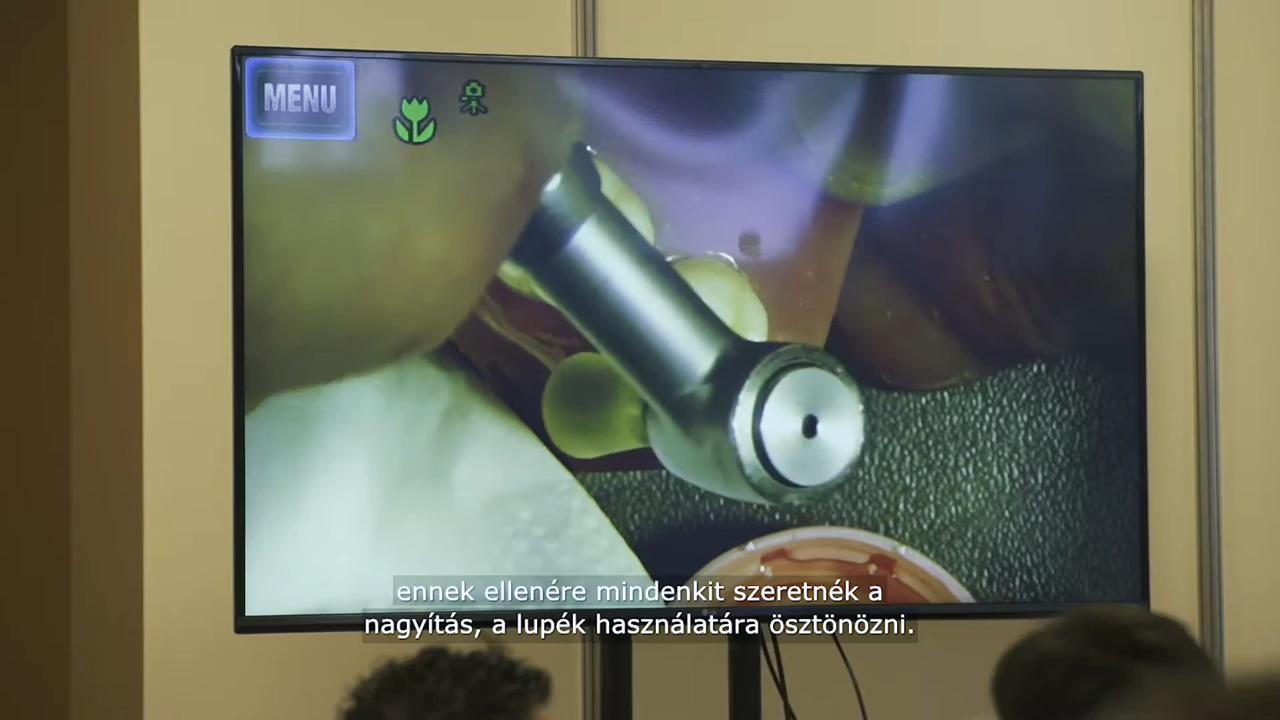 MENU
ennek ellenére mindenkit szeretnék a
nagyítás, a lupék használatára ösztönözni.